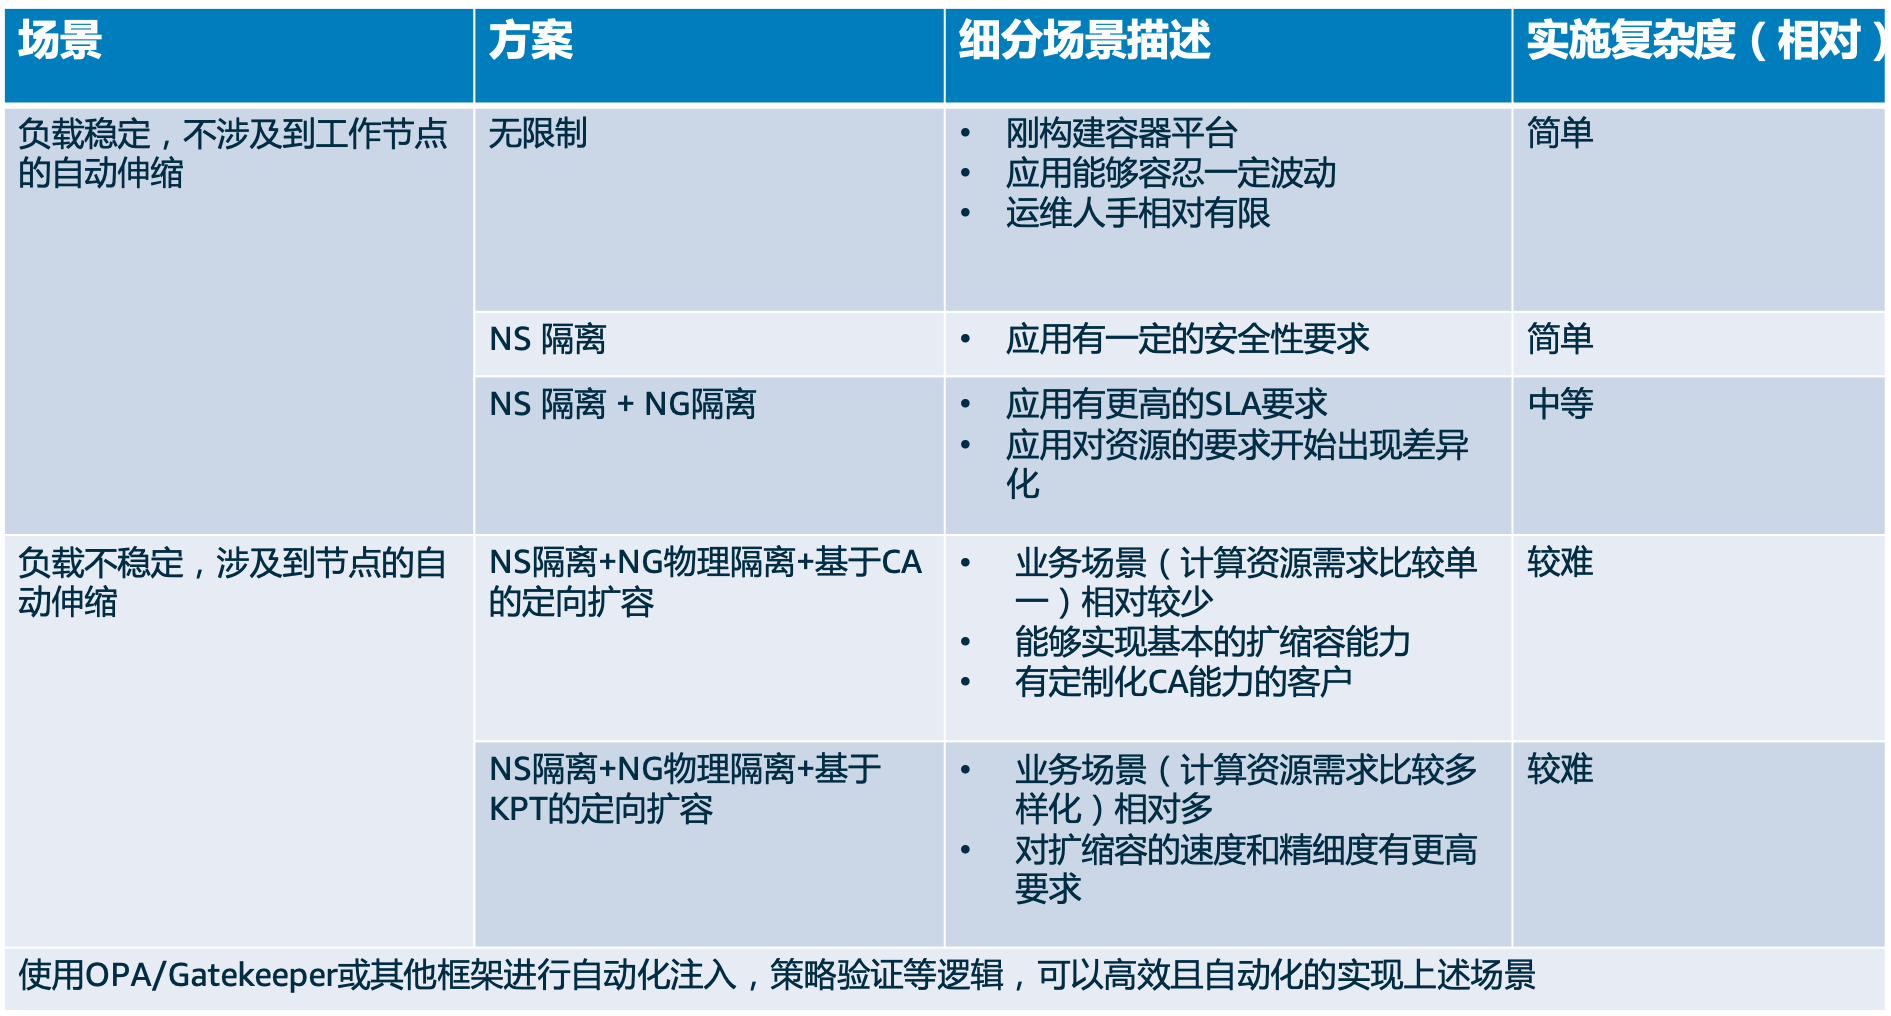 场景
方案
细分场景描述
实施复杂度（相对）
负载稳定，不涉及到工作节点
的自动伸缩
无限制
• 刚构建容器平台
• 应用能够容忍一定波动
• 运维人手相对有限
简单
NS 隔离
• 应用有一定的安全性要求
简单
NS 隔离 + NG隔离
• 应用有更高的SLA要求
• 应用对资源的要求开始出现差异
化
中等
负载不稳定，涉及到节点的自
动伸缩
NS隔离+NG物理隔离+基于CA
的定向扩容
• 业务场景（计算资源需求比较单
一）相对较少
• 能够实现基本的扩缩容能力
• 有定制化CA能力的客户
较难
NS隔离+NG物理隔离+基于
KPT的定向扩容
• 业务场景（计算资源需求比较多
样化）相对多
• 对扩缩容的速度和精细度有更高
要求
较难
使用OPA/Gatekeeper或其他框架进行自动化注入，策略验证等逻辑，可以高效且自动化的实现上述场景